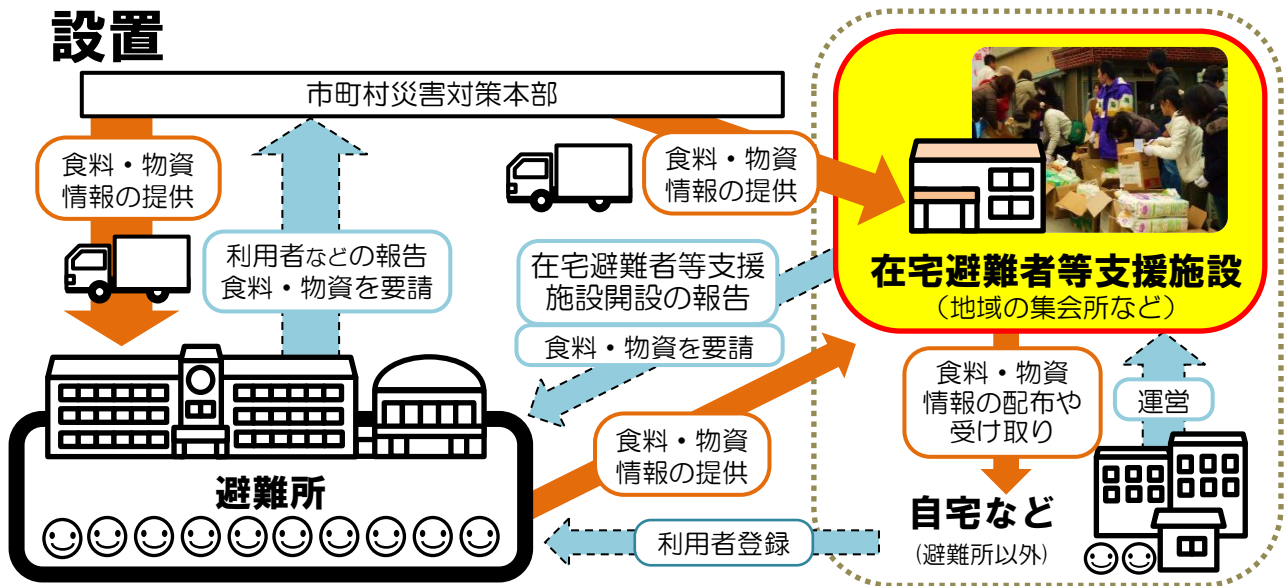 設置
市町村災害対策本部
食料・物資
情報の提供
利用者などの報告
食料・物資を要請
食料・物資
情報の提供
在宅避難者等支援
施設開設の報告
食料・物資を要請
在宅避難者等支援施設
（地域の集会所など）
食料・物資
情報の配布や
受け取り
運営
食料・物資
情報の提供
避難所
利用者登録
自宅など
(避難所以外)